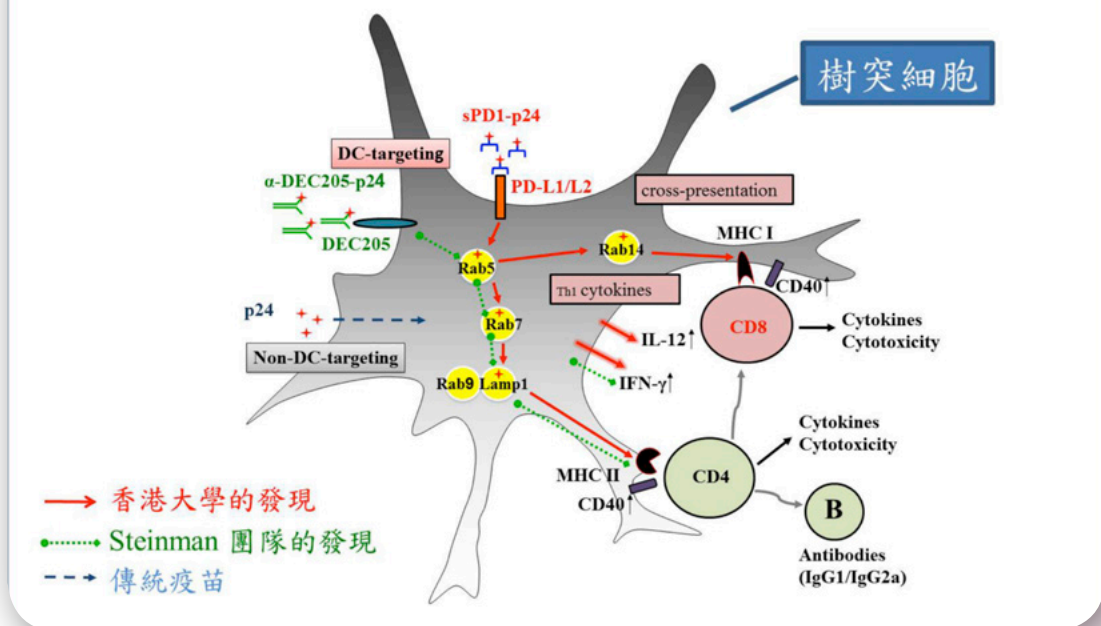 樹突細胞
sPD1-p24
DC-targeting
α-DEC205-p24
PD-L1/L2
cross-presentation
DEC205
MHC I
Rab5
Rab14
CD40↑
Th1 cytokines
p24
Rab7
IL-12↑
CD8
Cytokines
Cytotoxicity
Non-DC-targeting
Rab9
Lamp1
IFN-γ↑
MHC II
CD40↑
CD4
Cytokines
Cytotoxicity
B
Antibodies
(IgG1/IgG2a)
香港大學的發現
Steinman 團隊的發現
傳統疫苗